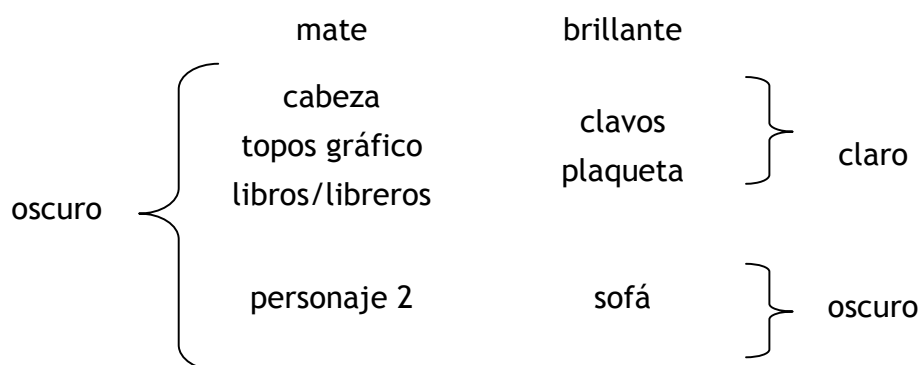 mate brillante
cabeza
topos gráfico
libros/libreros
clavos
plaqueta
claro
oscuro
personaje 2 sofá oscuro